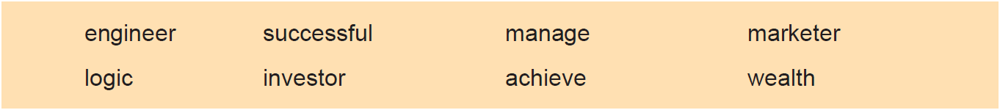 engineer successful manage marketer
logic investor achieve wealth